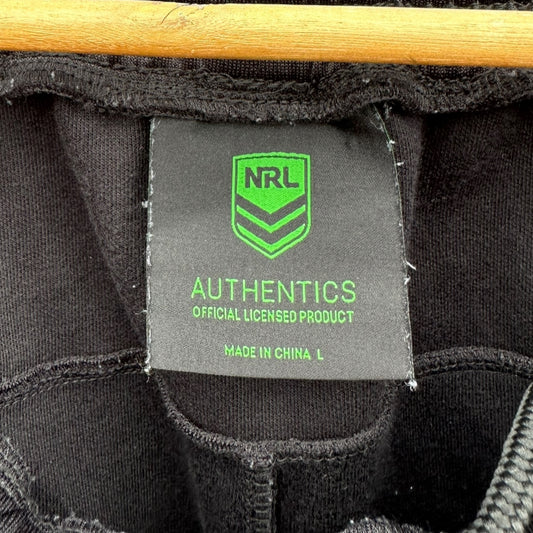 NRL
AUTHENTICS
OFFICIAL LICENSED PRODUCT
MADE IN CHINA L